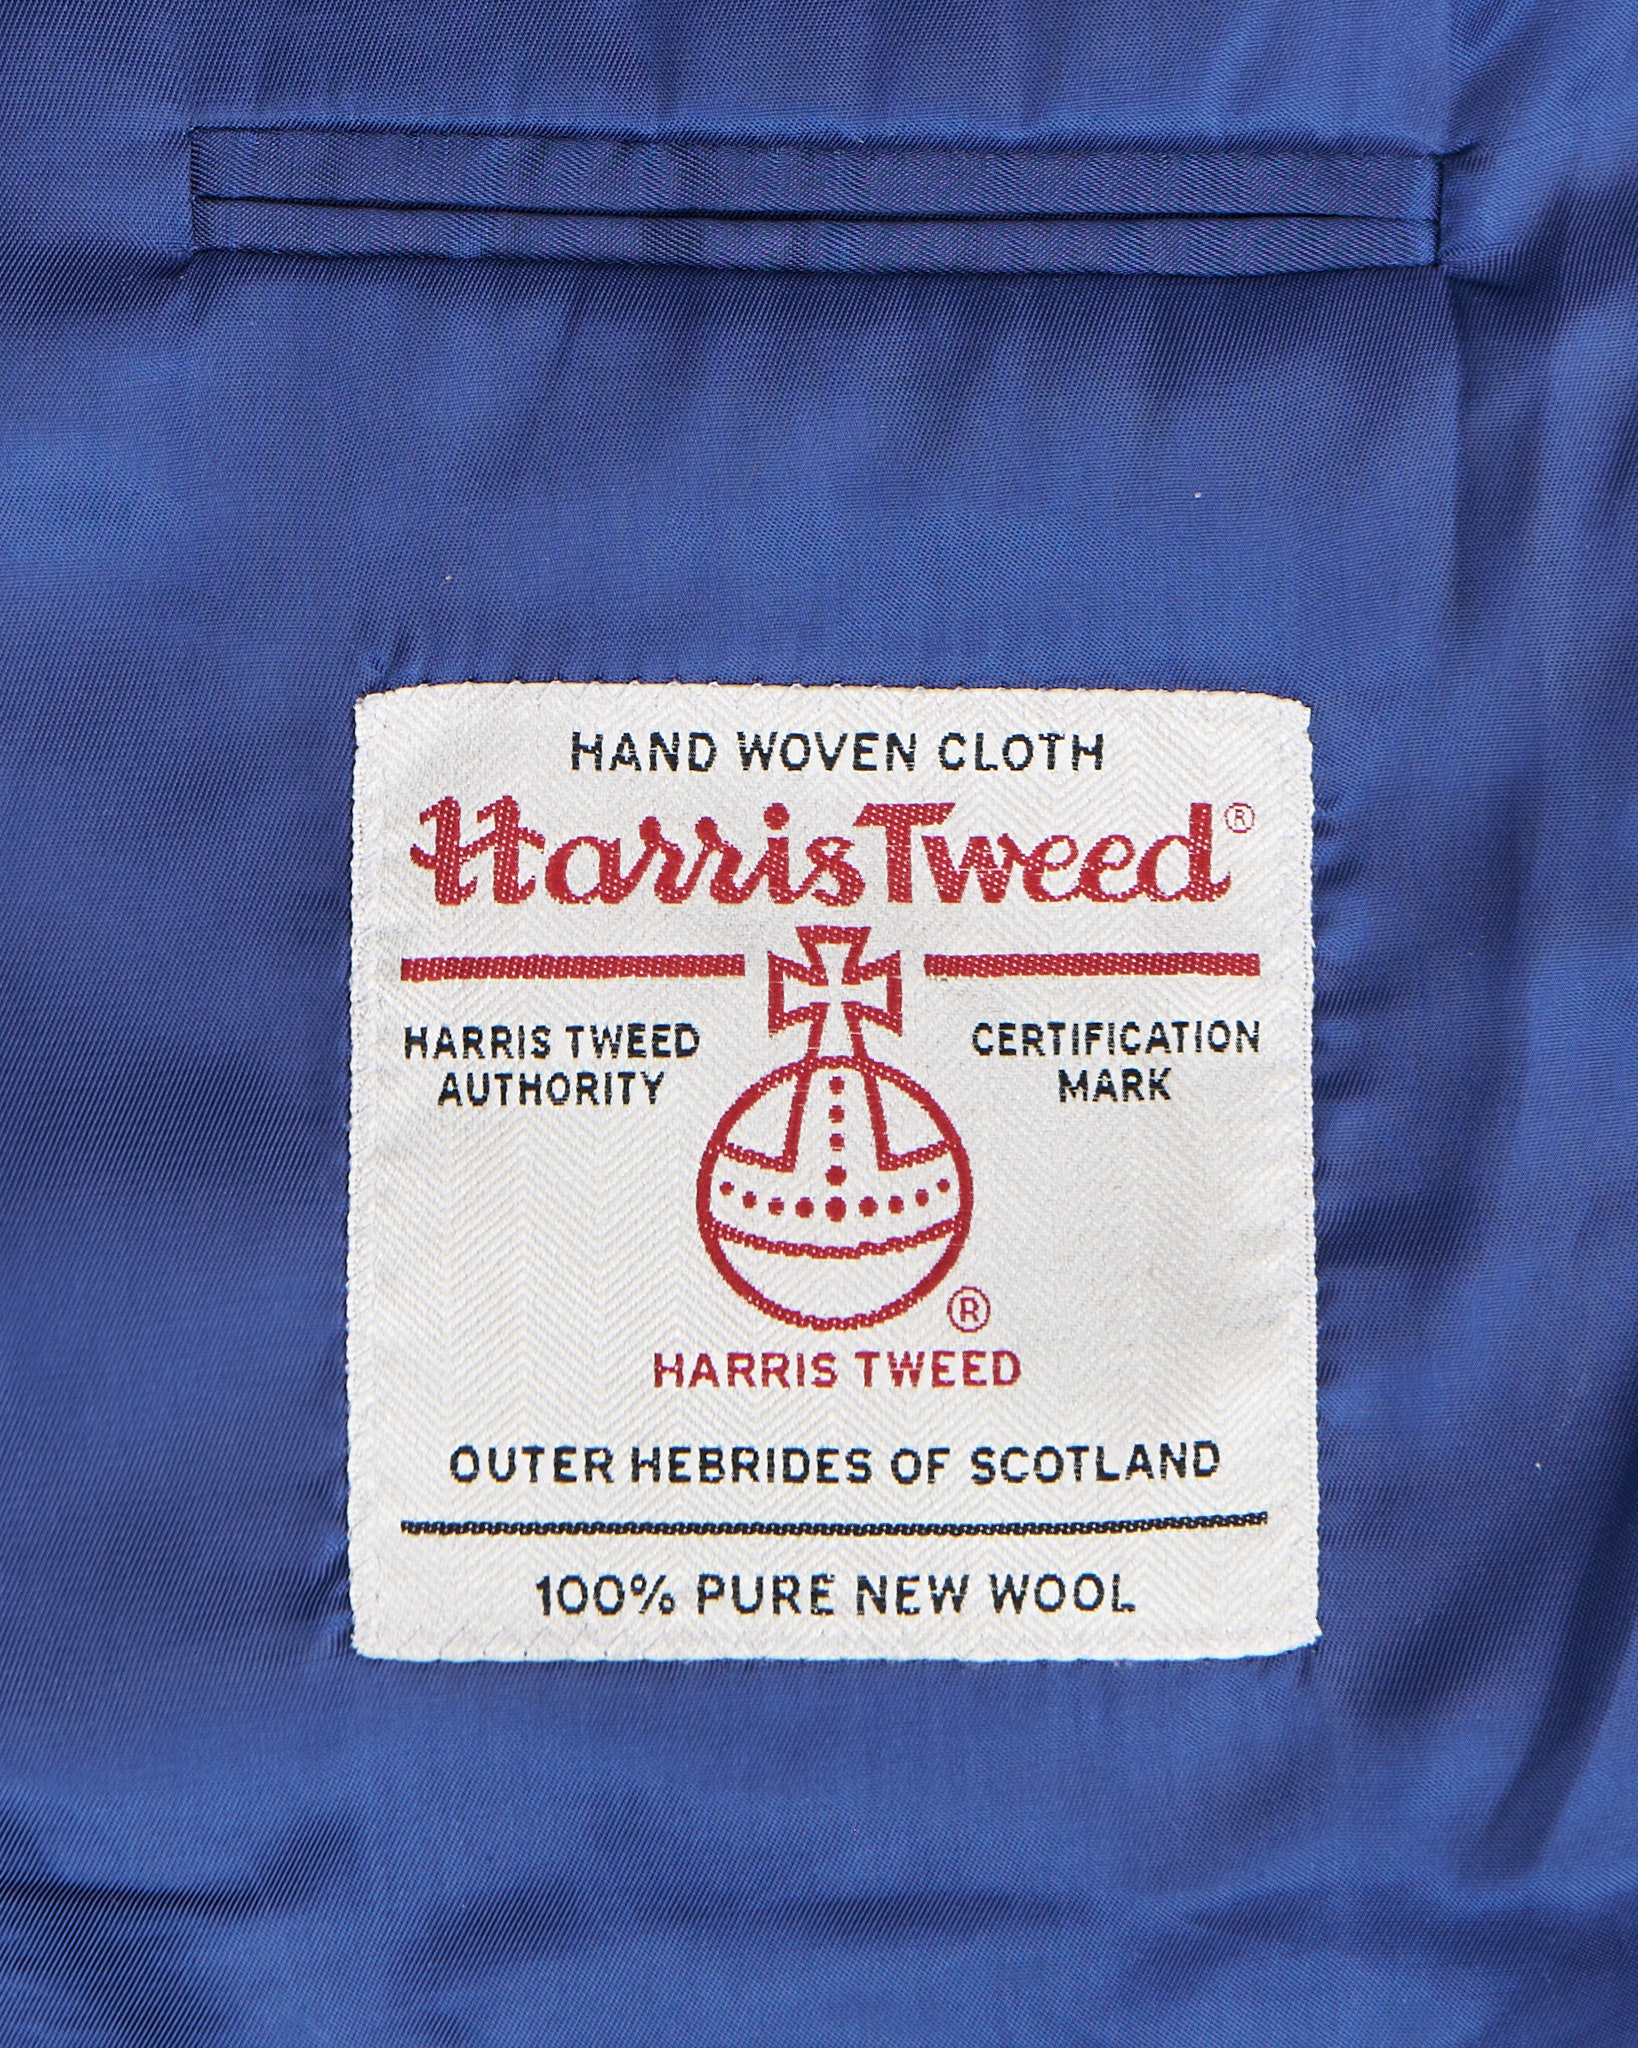 HAND WOVEN CLOTH
Harris Tweed®
HARRIS TWEED
AUTHORITY
CERTIFICATION
MARK
®
HARRIS TWEED
OUTER HEBRIDES OF SCOTLAND
100% PURE NEW WOOL